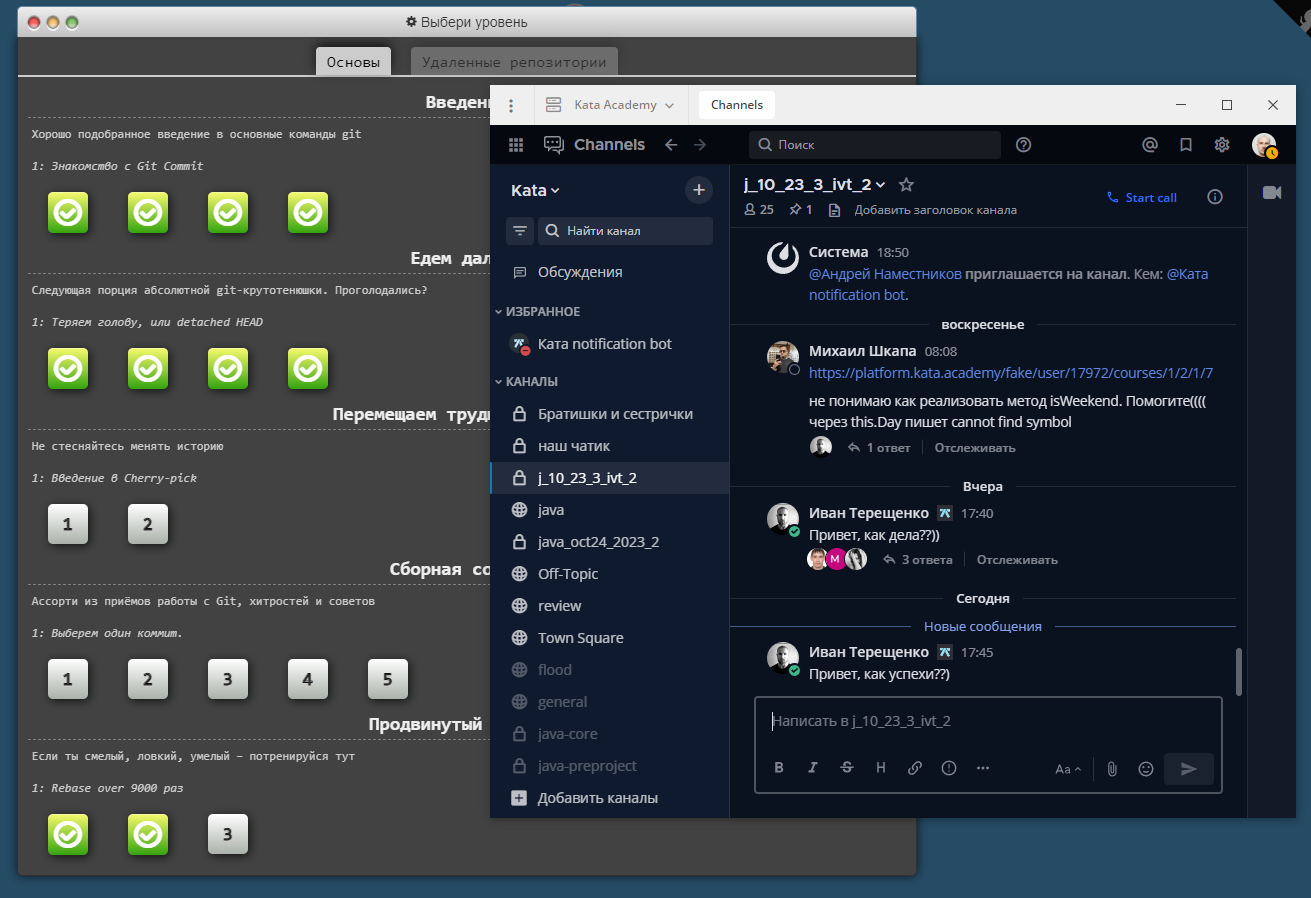 Выбери уровень
Основы
Удаленные репозитории
Введен
Хорошо подобранное введение в основные команды git
1: Знакомство с Git Commit
Едем дал
Следующая порция абсолютной git-крутотенюшки. Проголодались?
1: Теряем голову, или detached HEAD
Перемещаем труд
Не стесняйтесь менять историю
1: Введение в Cherry-pick
1 2
Сборная со
Ассорти из приёмов работы с Git, хитростей и советов
1: Выберем один коммит.
1 2 3 4 5
Продвинутый
Если ты смелый, ловкий, умелый – потренируйся тут
1: Rebase over 9000 раз
3
Kata Academy
Channels
Channels
Поиск
Kata
Найти канал
Обсуждения
ИЗБРАННОЕ
Ката notification bot
КАНАЛЫ
Братишки и сестрички
наш чатик
j_10_23_3_ivt_2
java
java_oct24_2023_2
Off-Topic
review
Town Square
flood
general
java-core
java-preproject
Добавить каналы
j_10_23_3_ivt_2
Start call
25 1 Добавить заголовок канала
Система 18:50
@Андрей Наместников приглашается на канал. Кем: @Ката
notification bot.
воскресенье
Михаил Шкапа 08:08
https://platform.kata.academy/fake/user/17972/courses/1/2/1/7
не понимаю как реализовать метод isWeekend. Помогите((((
через this.Day пишет cannot find symbol
1 ответ Отслеживать
Вчера
Иван Терещенко 17:40
Привет, как дела??))
M 3 ответа Отслеживать
Сегодня
Новые сообщения
Иван Терещенко 17:45
Привет, как успехи??)
Написать в j_10_23_3_ivt_2
B I S H Aa